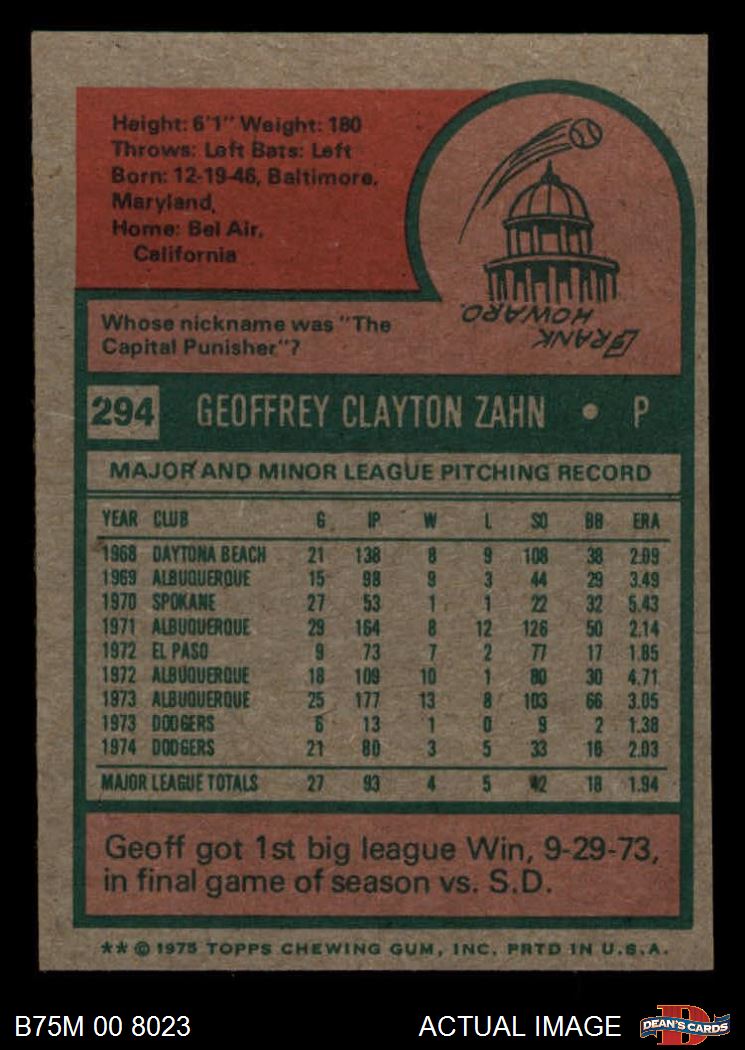 Height: 6'1" Weight: 180
Throws: Left Bats: Left
Born: 12-19-46, Baltimore,
Maryland,
Home: Bel Air,
California
FRANK
HOWARD
Whose nickname was "The
Capital Punisher"?
294 GEOFFREY CLAYTON ZAHN • P
MAJOR AND MINOR LEAGUE PITCHING RECORD
YEAR CLUB G IP W L SO BB ERA
1968 DAYTONA BEACH 21 138 8 9 108 38 2.09
1969 ALBUQUERQUE 15 98 9 3 44 29 3.49
1970 SPOKANE 27 53 1 1 22 32 5.43
1971 ALBUQUERQUE 29 164 8 12 126 50 2.14
1972 EL PASO 9 73 7 2 77 17 1.85
1972 ALBUQUERQUE 18 109 10 1 80 30 4.71
1973 ALBUQUERQUE 25 177 13 8 103 66 3.05
1973 DODGERS 6 13 1 0 9 2 1.38
1974 DODGERS 21 80 3 5 33 16 2.03
MAJOR LEAGUE TOTALS 27 93 4 5 42 18 1.94
Geoff got 1st big league Win, 9-29-73,
in final game of season vs. S.D.
** © 1975 TOPPS CHEWING GUM, INC. PRTD IN U.S.A.
B75M 00 8023 ACTUAL IMAGE D DEAN'S CARDS